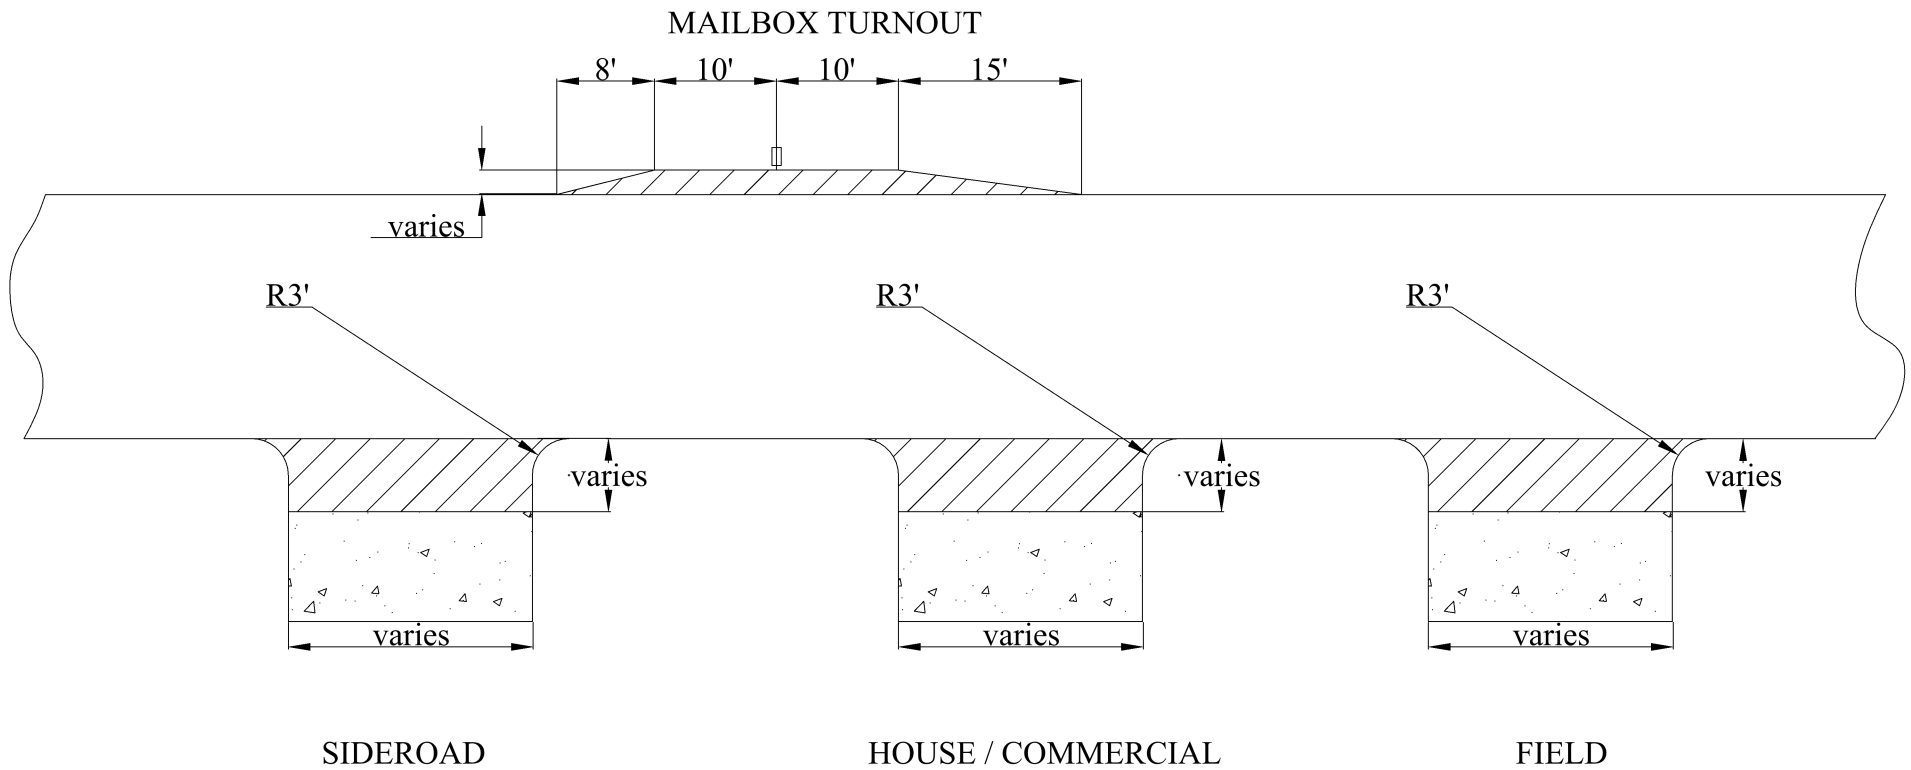 MAILBOX TURNOUT
8' 10' 10' 15'
varies
R3' R3' R3'
varies varies varies
varies varies varies
SIDEROAD HOUSE / COMMERCIAL FIELD